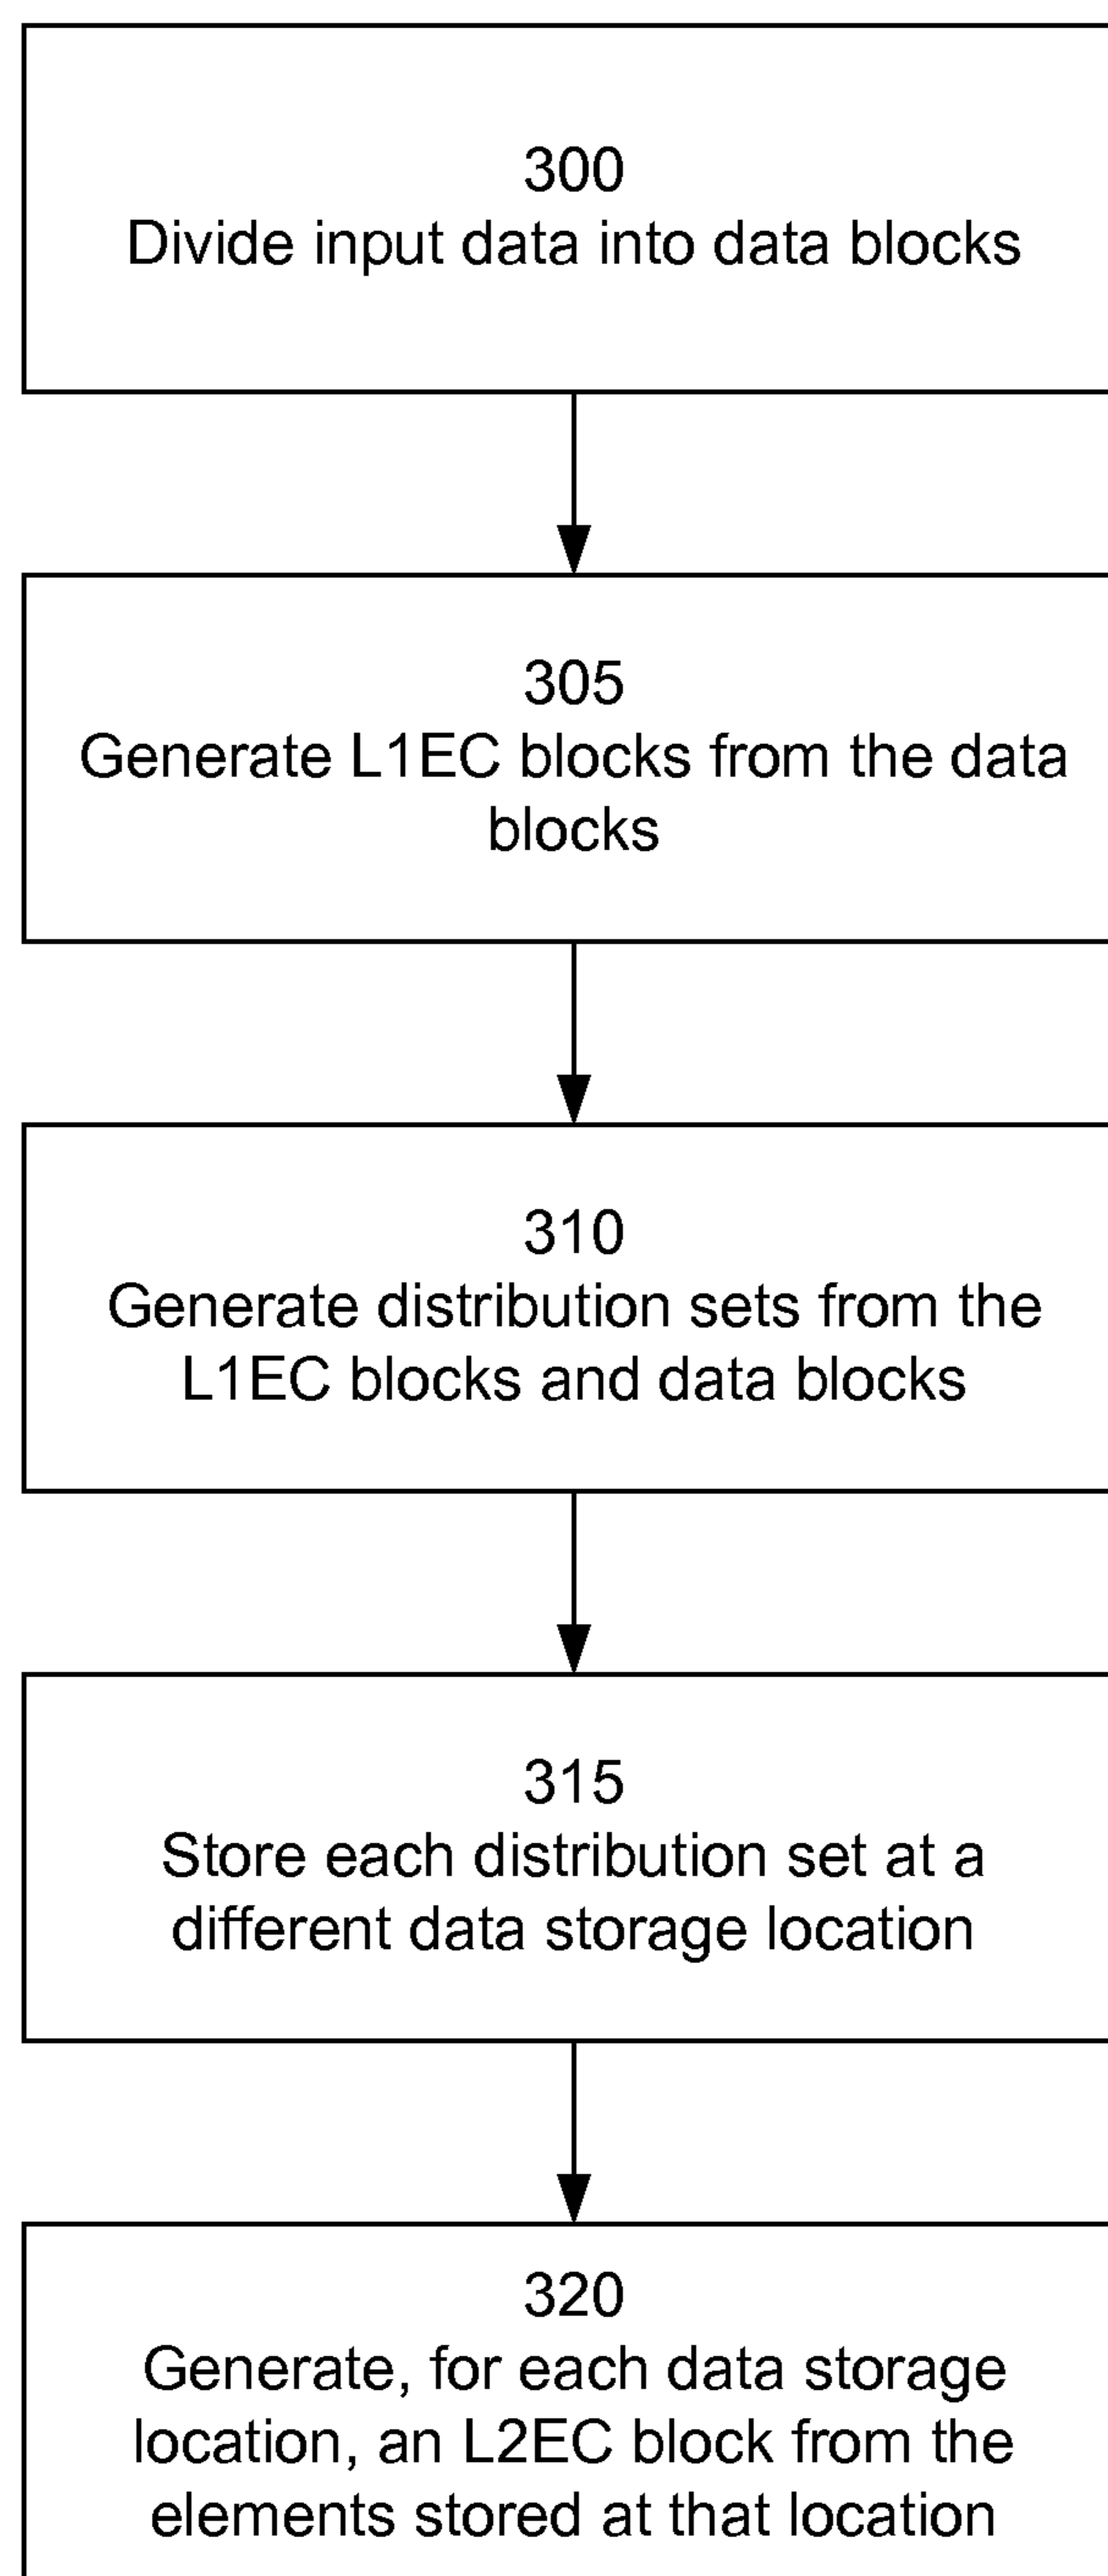 300
Divide input data into data blocks
305
Generate L1EC blocks from the data
blocks
310
Generate distribution sets from the
L1EC blocks and data blocks
315
Store each distribution set at a
different data storage location
320
Generate, for each data storage
location, an L2EC block from the
elements stored at that location